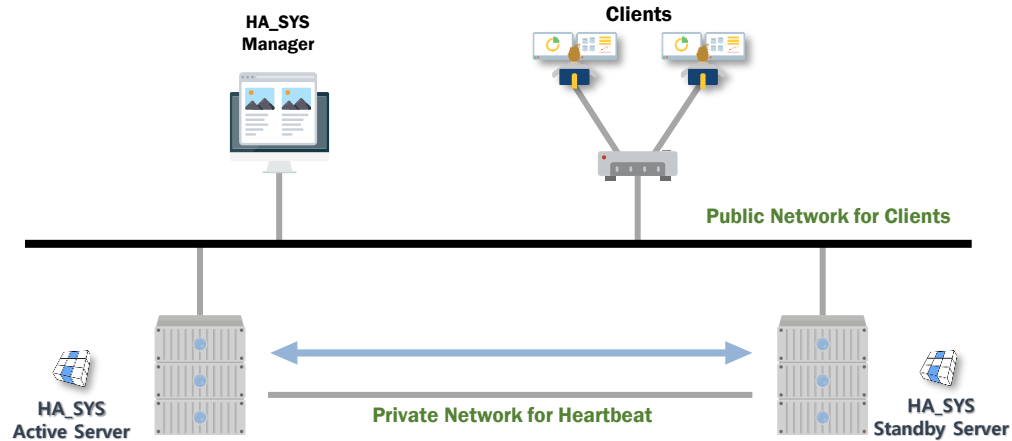 HA_SYS
Manager
Clients
Public Network for Clients
HA_SYS
Active Server
Private Network for Heartbeat
HA_SYS
Standby Server